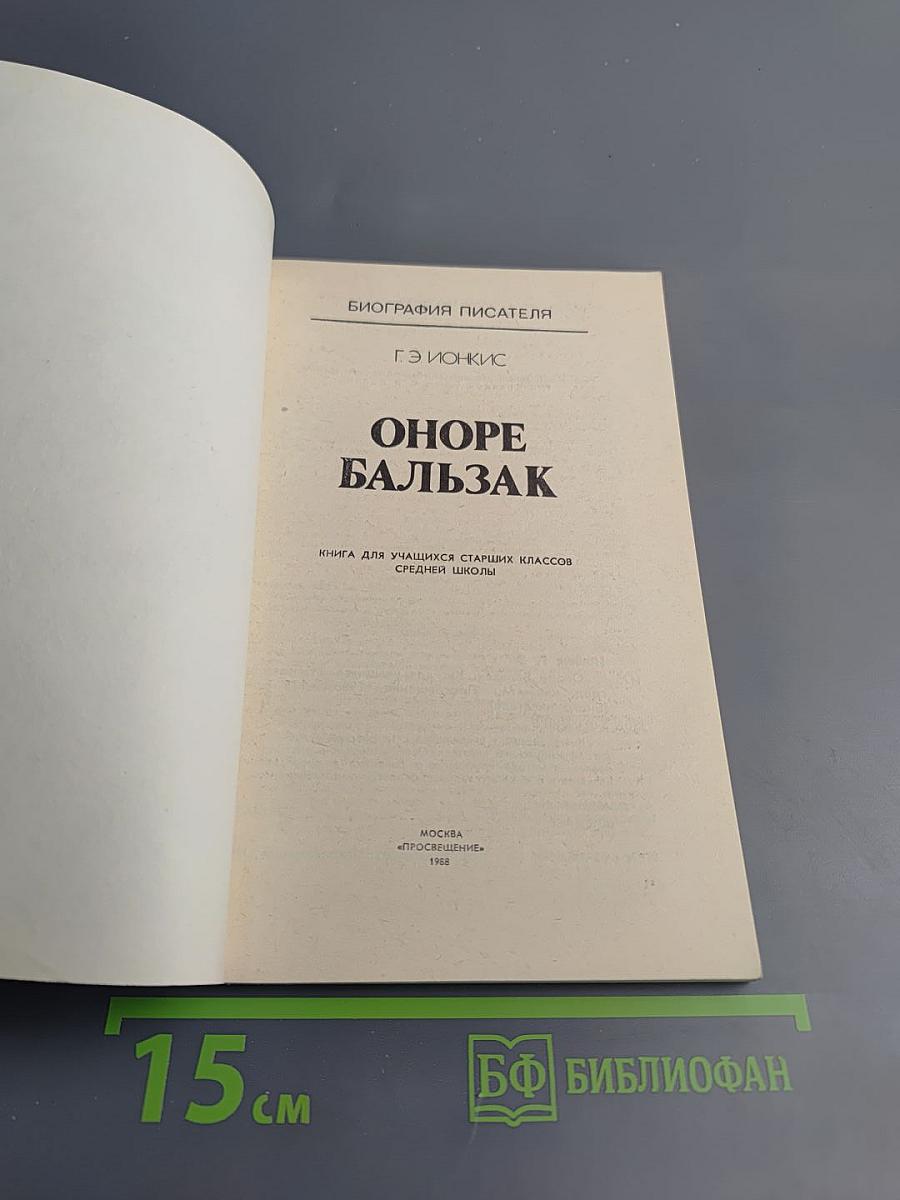 БИОГРАФИЯ ПИСАТЕЛЯ
Г. Э. ИОНКИС
ОНОРЕ
БАЛЬЗАК
КНИГА ДЛЯ УЧАЩИХСЯ СТАРШИХ КЛАССОВ
СРЕДНЕЙ ШКОЛЫ
МОСКВА
«ПРОСВЕЩЕНИЕ»
1988
15 см
БФ БИБЛИОФАН